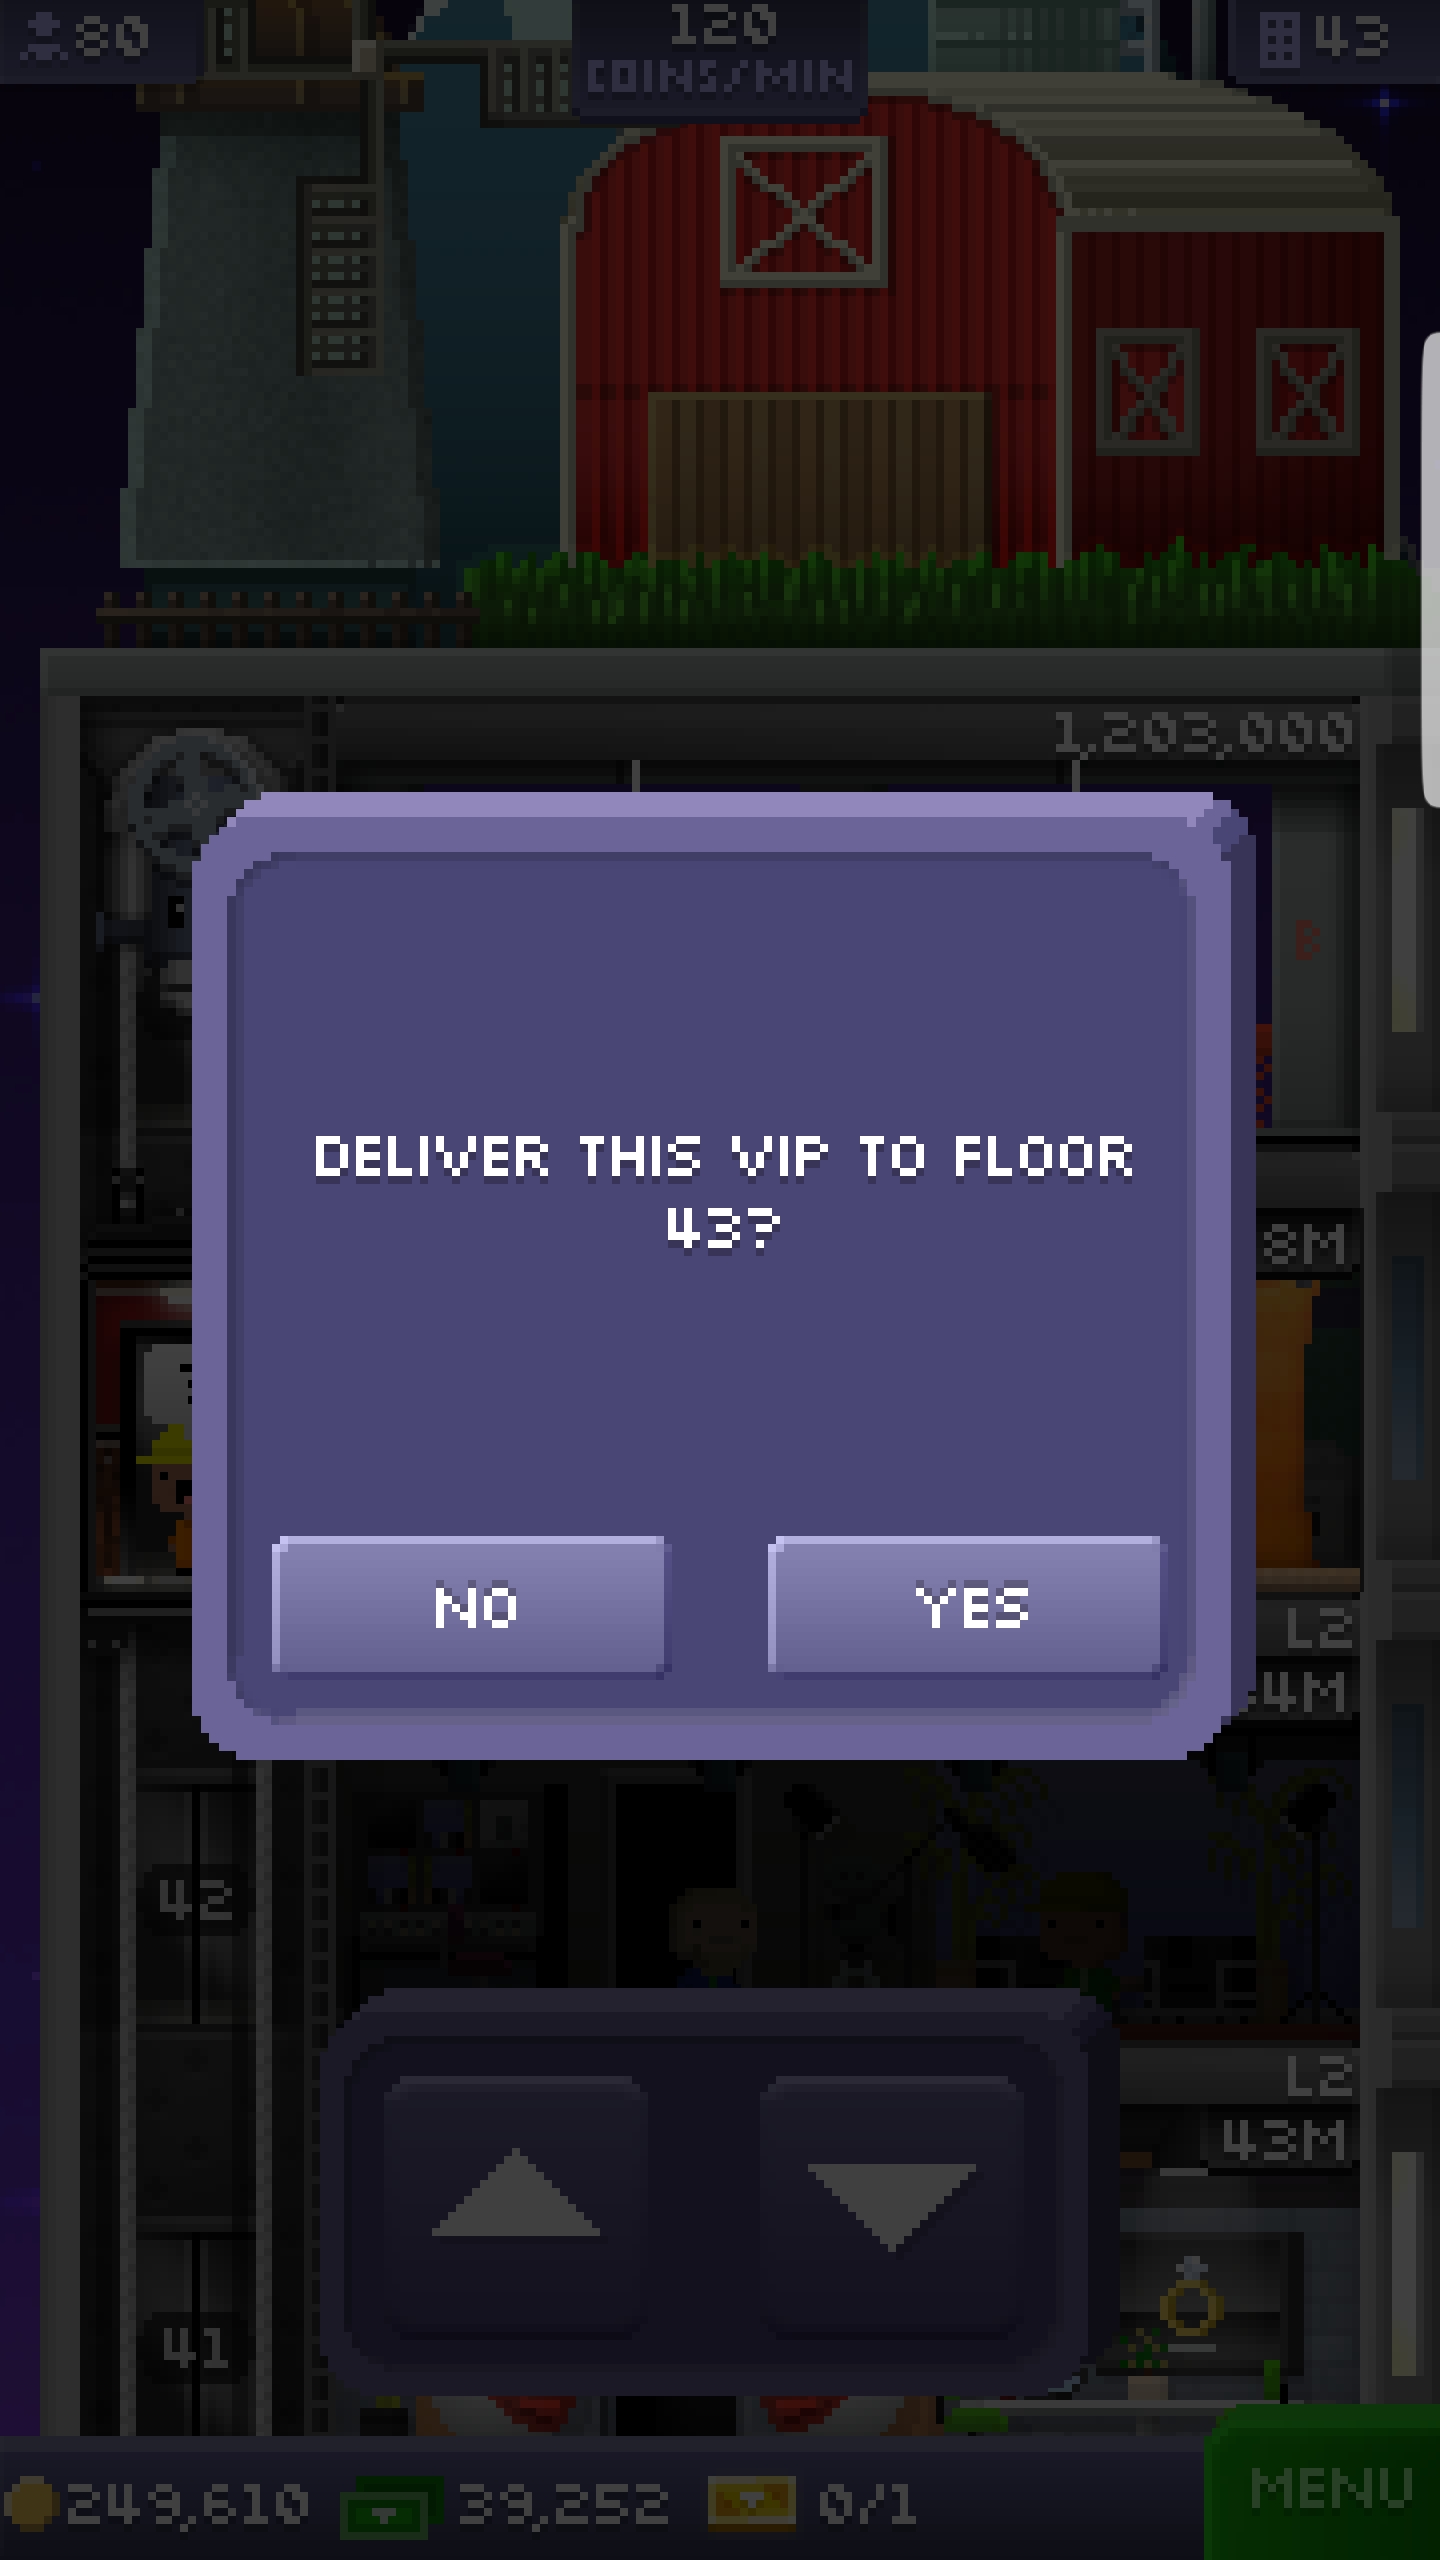 80
120
COINS/MIN
43
1,203,000
B
DELIVER THIS VIP TO FLOOR
43?
8M
NO
YES
L2
4M
42
L2
43M
41
249,610
39,252
0/1
MENU